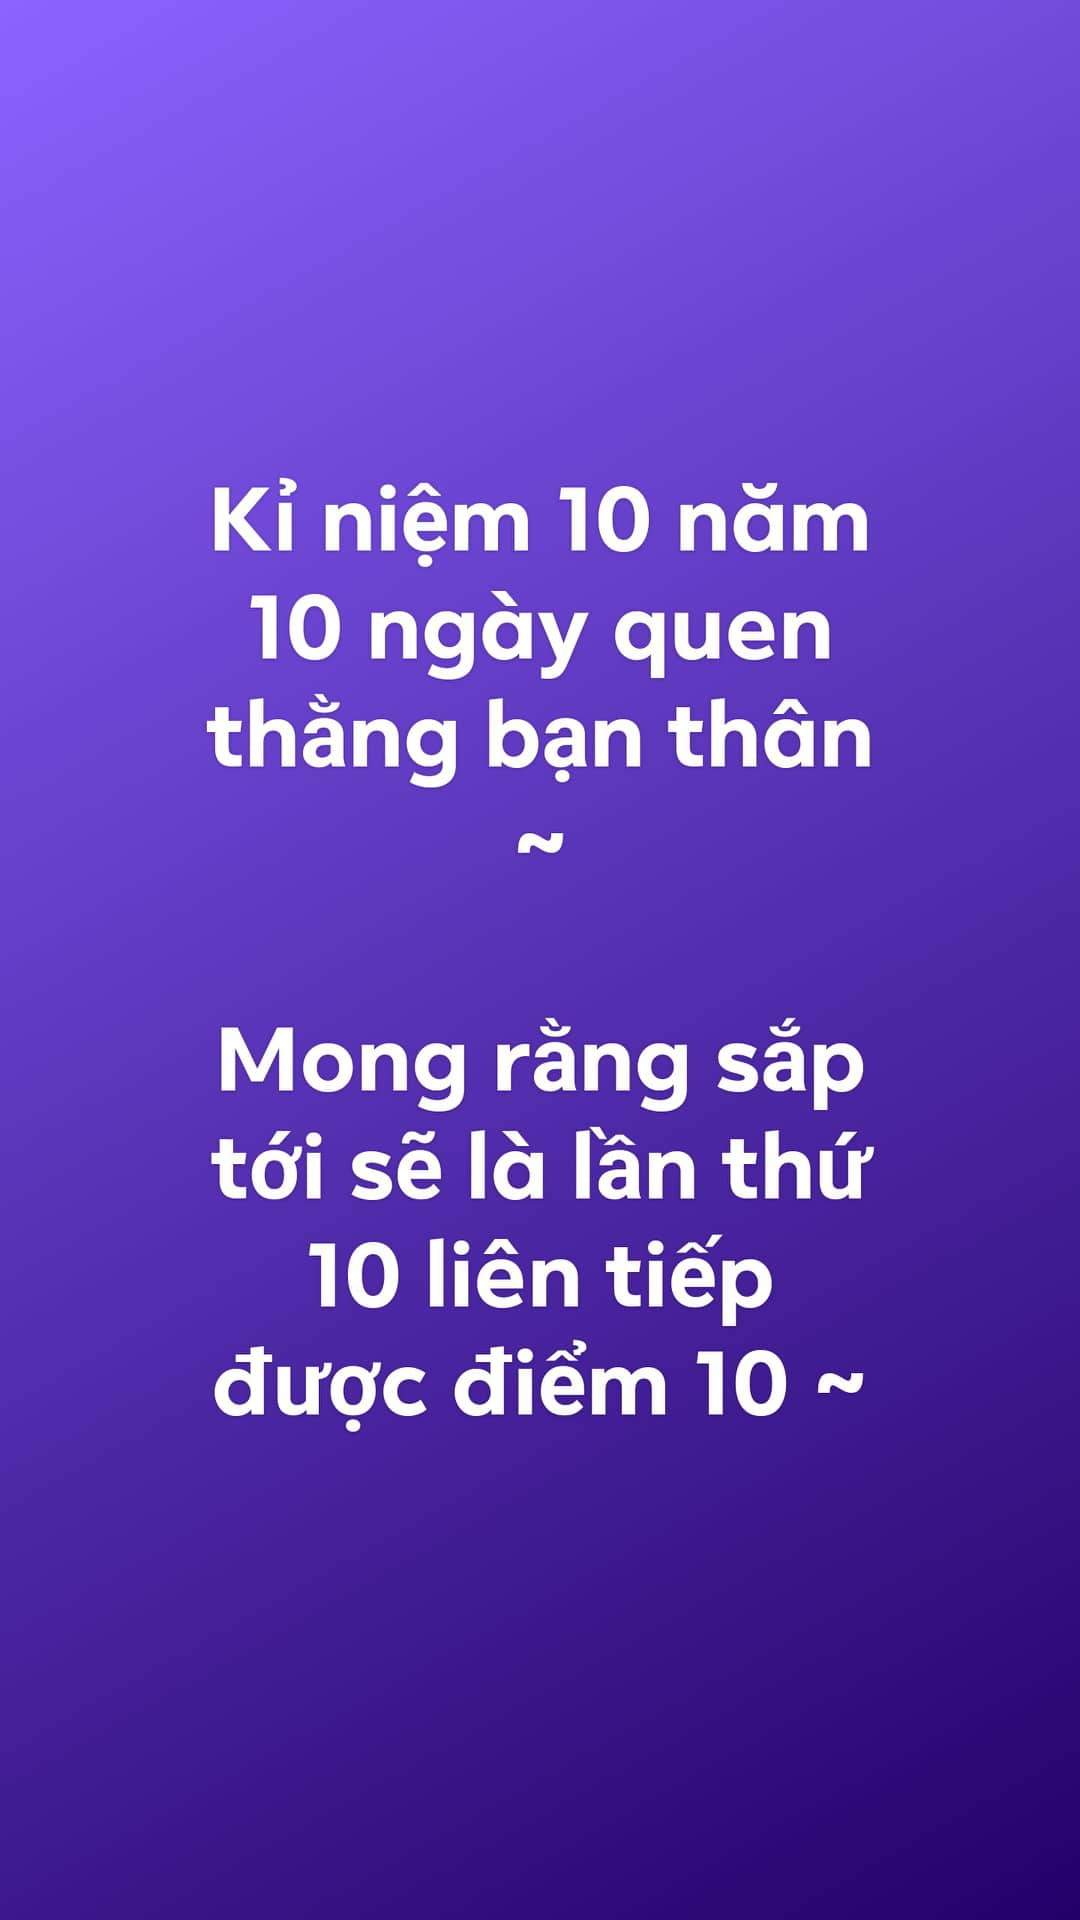 Kỉ niệm 10 năm
10 ngày quen
thằng bạn thân
~
Mong rằng sắp
tới sẽ là lần thứ
10 liên tiếp
được điểm 10 ~